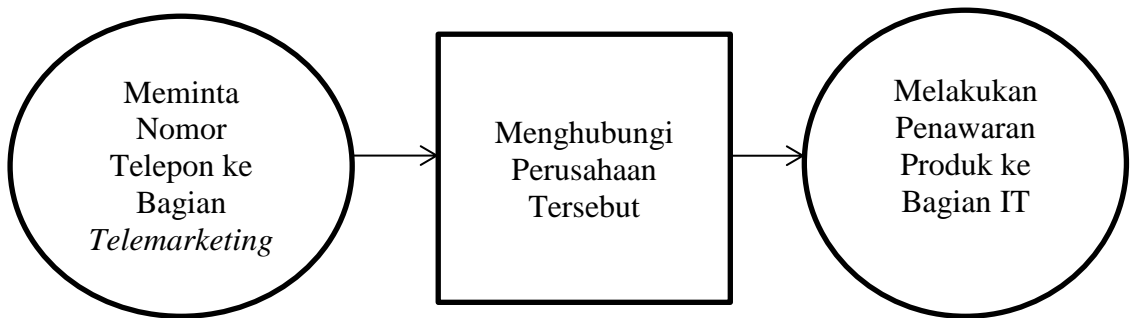 Meminta
Nomor
Telepon ke
Bagian
Telemarketing
Menghubungi
Perusahaan
Tersebut
Melakukan
Penawaran
Produk ke
Bagian IT